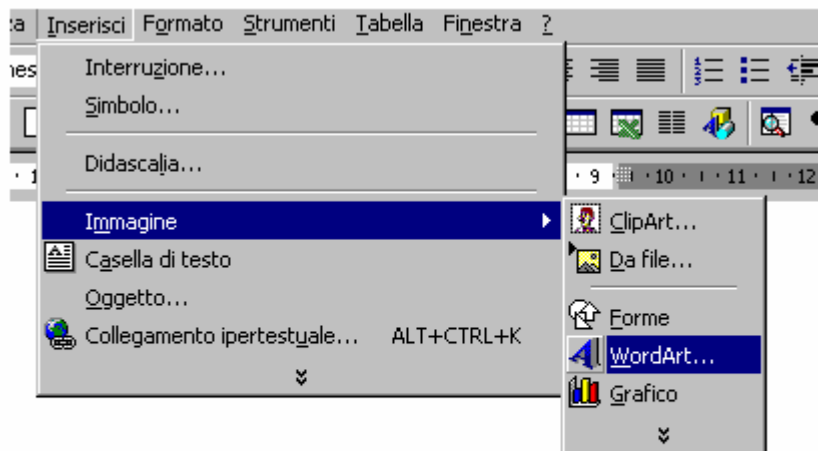 Inserisci Formato Strumenti Tabella Finestra ?
Interruzione...
Simbolo...
Didascalia...
9 · 10 · 11 · 12
Immagine
ClipArt...
Casella di testo
Da file...
Oggetto...
Forme
Collegamento ipertestuale... ALT+CTRL+K
WordArt...
Grafico